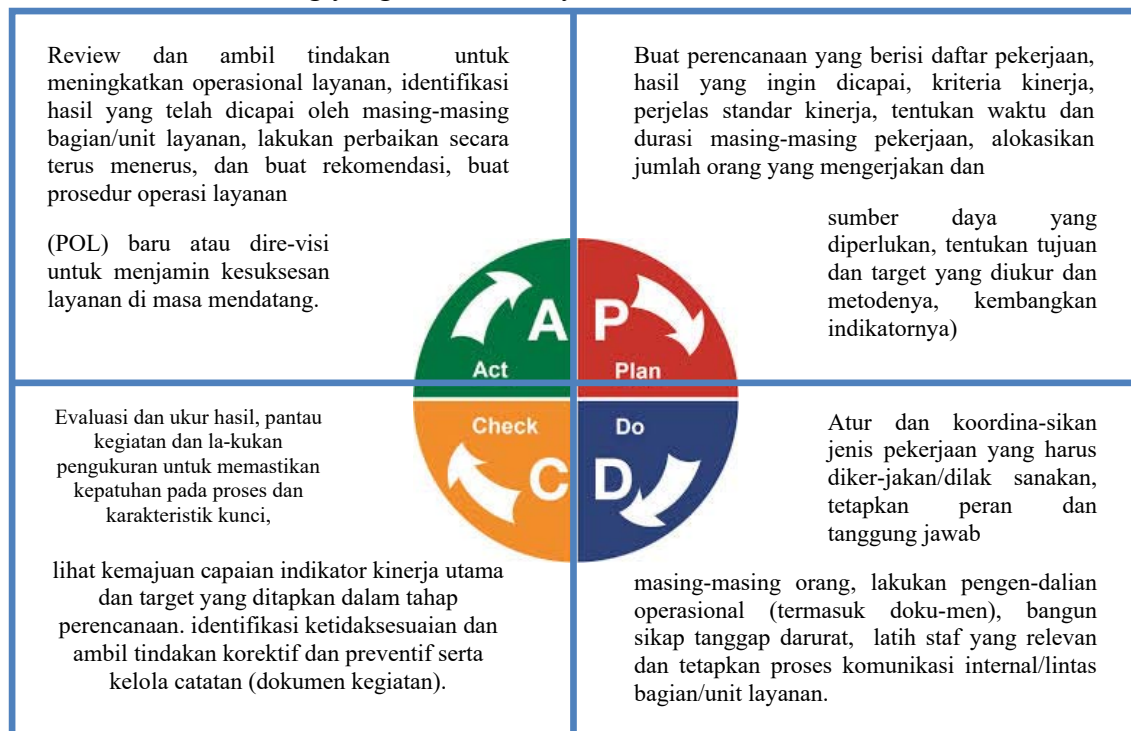 Review dan ambil tindakan untuk
meningkatkan operasional layanan, identifikasi
hasil yang telah dicapai oleh masing-masing
bagian/unit layanan, lakukan perbaikan secara
terus menerus, dan buat rekomendasi, buat
prosedur operasi layanan
(POL) baru atau dire-visi
untuk menjamin kesuksesan
layanan di masa mendatang.
Buat perencanaan yang berisi daftar pekerjaan,
hasil yang ingin dicapai, kriteria kinerja,
perjelas standar kinerja, tentukan waktu dan
durasi masing-masing pekerjaan, alokasikan
jumlah orang yang mengerjakan dan
sumber daya yang
diperlukan, tentukan tujuan
dan target yang diukur dan
metodenya, kembangkan
indikatornya)
A P
Act Plan
Check Do
C D
Evaluasi dan ukur hasil, pantau
kegiatan dan la-kukan
pengukuran untuk memastikan
kepatuhan pada proses dan
karakteristik kunci,
lihat kemajuan capaian indikator kinerja utama
dan target yang ditapkan dalam tahap
perencanaan. identifikasi ketidaksesuaian dan
ambil tindakan korektif dan preventif serta
kelola catatan (dokumen kegiatan).
Atur dan koordina-sikan
jenis pekerjaan yang harus
diker-jakan/dilak sanakan,
tetapkan peran dan
tanggung jawab
masing-masing orang, lakukan pengen-dalian
operasional (termasuk doku-men), bangun
sikap tanggap darurat, latih staf yang relevan
dan tetapkan proses komunikasi internal/lintas
bagian/unit layanan.